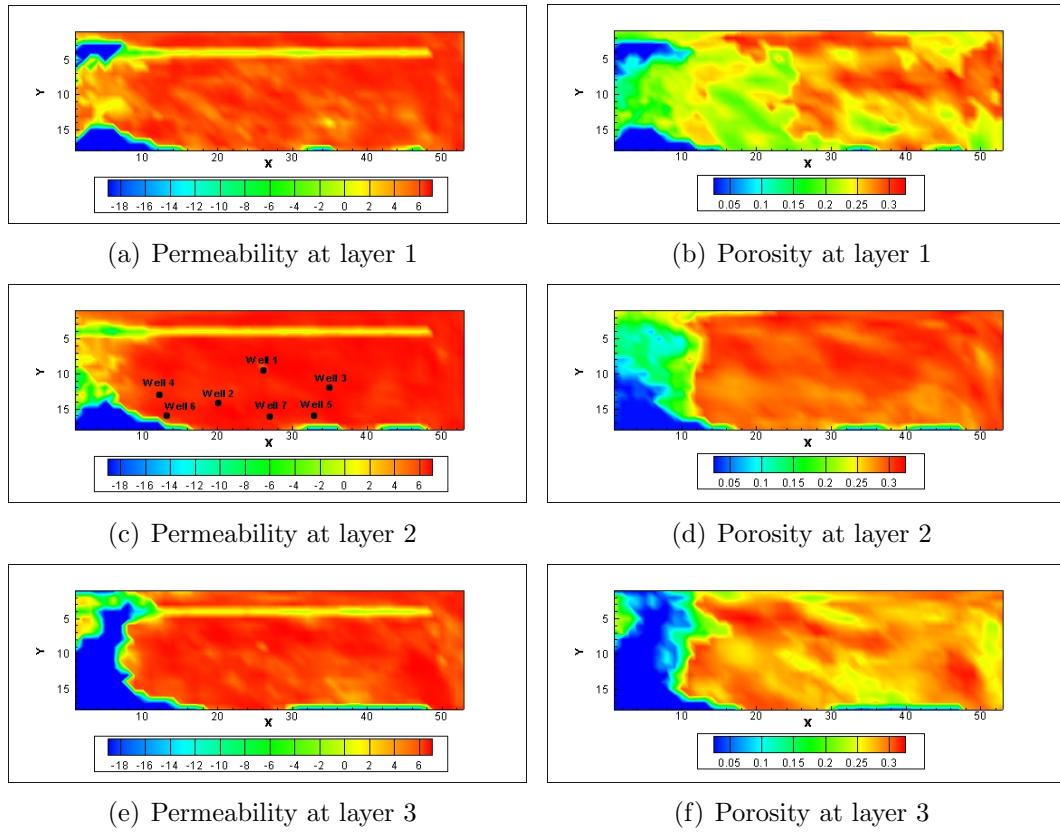 Y
5
10
15
10
20
30
40
50
X
-18 -16 -14 -12 -10 -8 -6 -4 -2 0 2 4 6
(a) Permeability at layer 1
Y
5
10
15
10
20
30
40
50
X
0.05 0.1 0.15 0.2 0.25 0.3
(b) Porosity at layer 1
Y
5
10
15
Well 1
Well 4
Well 3
Well 2
Well 6
Well 7
Well 5
10
20
30
40
50
X
-18 -16 -14 -12 -10 -8 -6 -4 -2 0 2 4 6
(c) Permeability at layer 2
Y
5
10
15
10
20
30
40
50
X
0.05 0.1 0.15 0.2 0.25 0.3
(d) Porosity at layer 2
Y
5
10
15
10
20
30
40
50
X
-18 -16 -14 -12 -10 -8 -6 -4 -2 0 2 4 6
(e) Permeability at layer 3
Y
5
10
15
10
20
30
40
50
X
0.05 0.1 0.15 0.2 0.25 0.3
(f) Porosity at layer 3